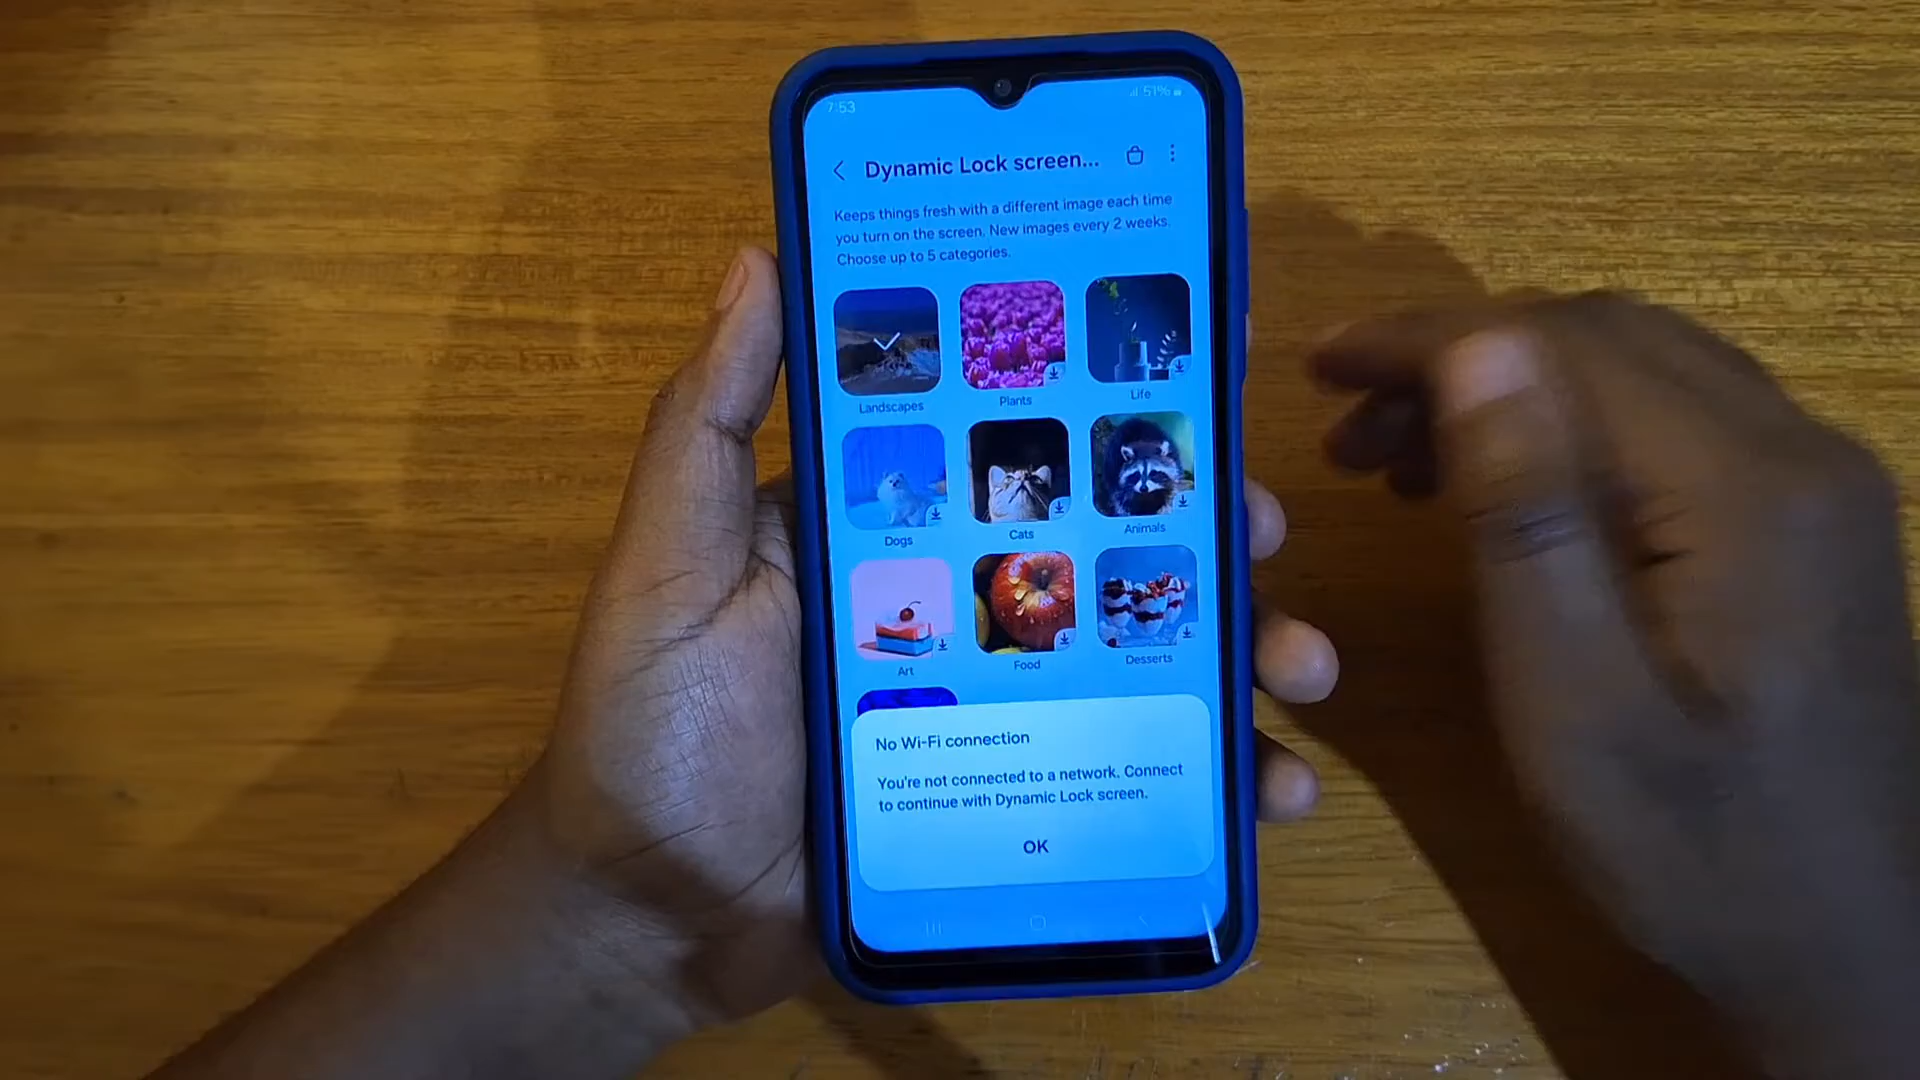 7:53
51%
Dynamic Lock screen...
Keeps things fresh with a different image each time
you turn on the screen. New images every 2 weeks.
Choose up to 5 categories.
Landscapes
Plants
Life
Dogs
Cats
Animals
Art
Food
Desserts
No Wi-Fi connection
You're not connected to a network. Connect
to continue with Dynamic Lock screen.
OK